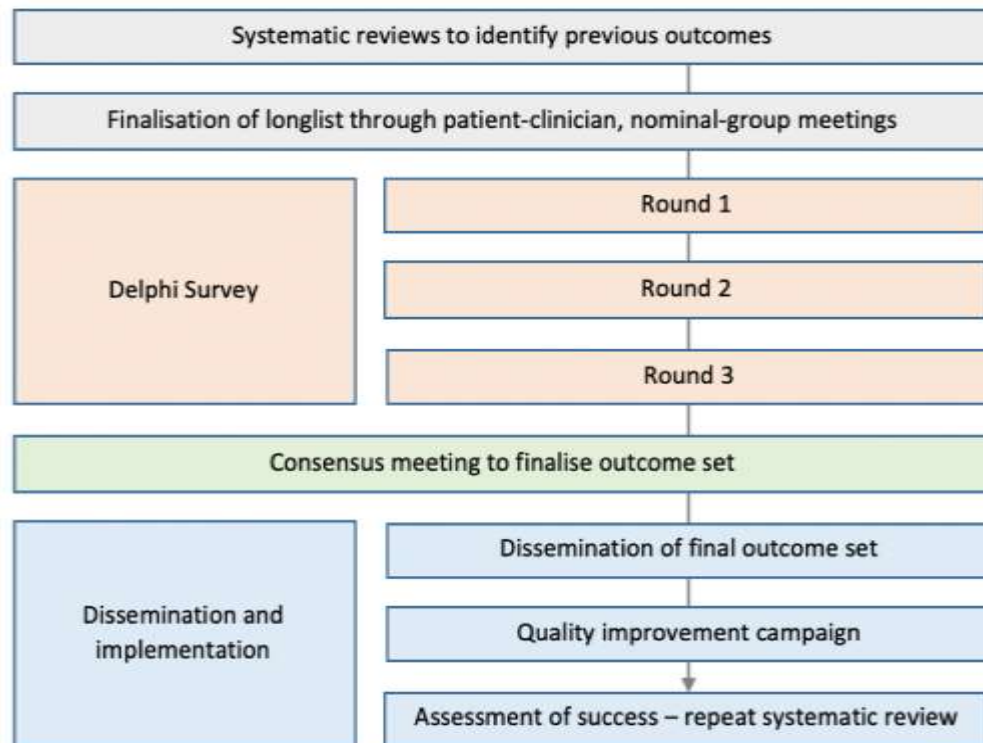 Systematic reviews to identify previous outcomes
Finalisation of longlist through patient-clinician, nominal-group meetings
Delphi Survey
Round 1
Round 2
Round 3
Consensus meeting to finalise outcome set
Dissemination and
implementation
Dissemination of final outcome set
Quality improvement campaign
Assessment of success – repeat systematic review